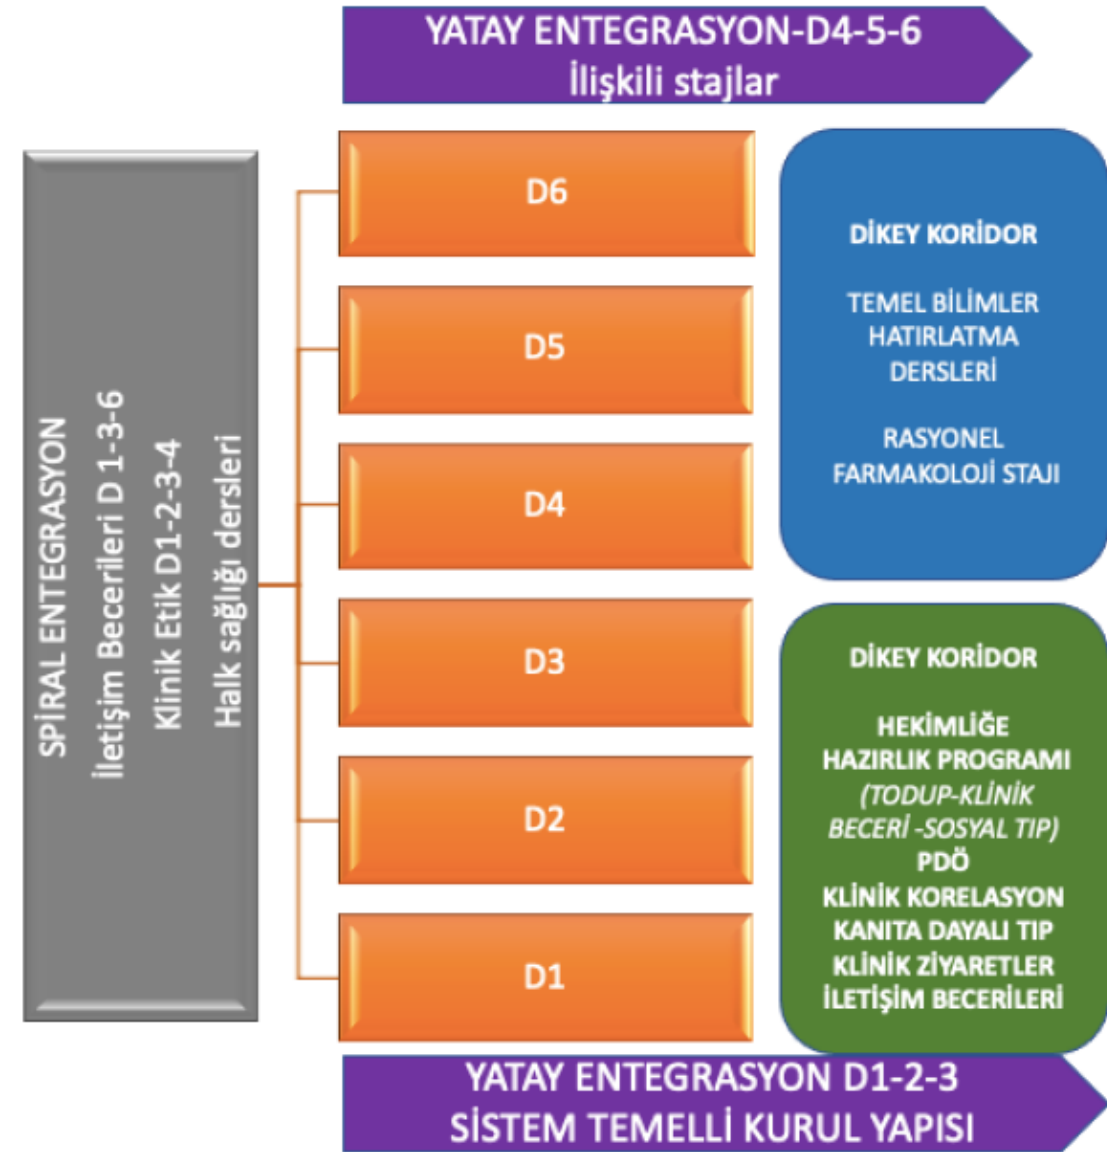 YATAY ENTEGRASYON-D4-5-6
İlişkili stajlar
SPİRAL ENTEGRASYON
İletişim Becerileri D 1-3-6
Klinik Etik D1-2-3-4
Halk sağlığı dersleri
D6
D5
D4
D3
D2
D1
DİKEY KORİDOR
TEMEL BİLİMLER
HATIRLATMA
DERSLERİ
RASYONEL
FARMAKOLOJİ STAJI
DİKEY KORİDOR
HEKİMLİĞE
HAZIRLIK PROGRAMI
(TODUP-KLİNİK
BECERİ -SOSYAL TIP)
PDÖ
KLİNİK KORELASYON
KANITA DAYALI TIP
KLİNİK ZİYARETLER
İLETİŞİM BECERİLERİ
YATAY ENTEGRASYON D1-2-3
SİSTEM TEMELLİ KURUL YAPISI